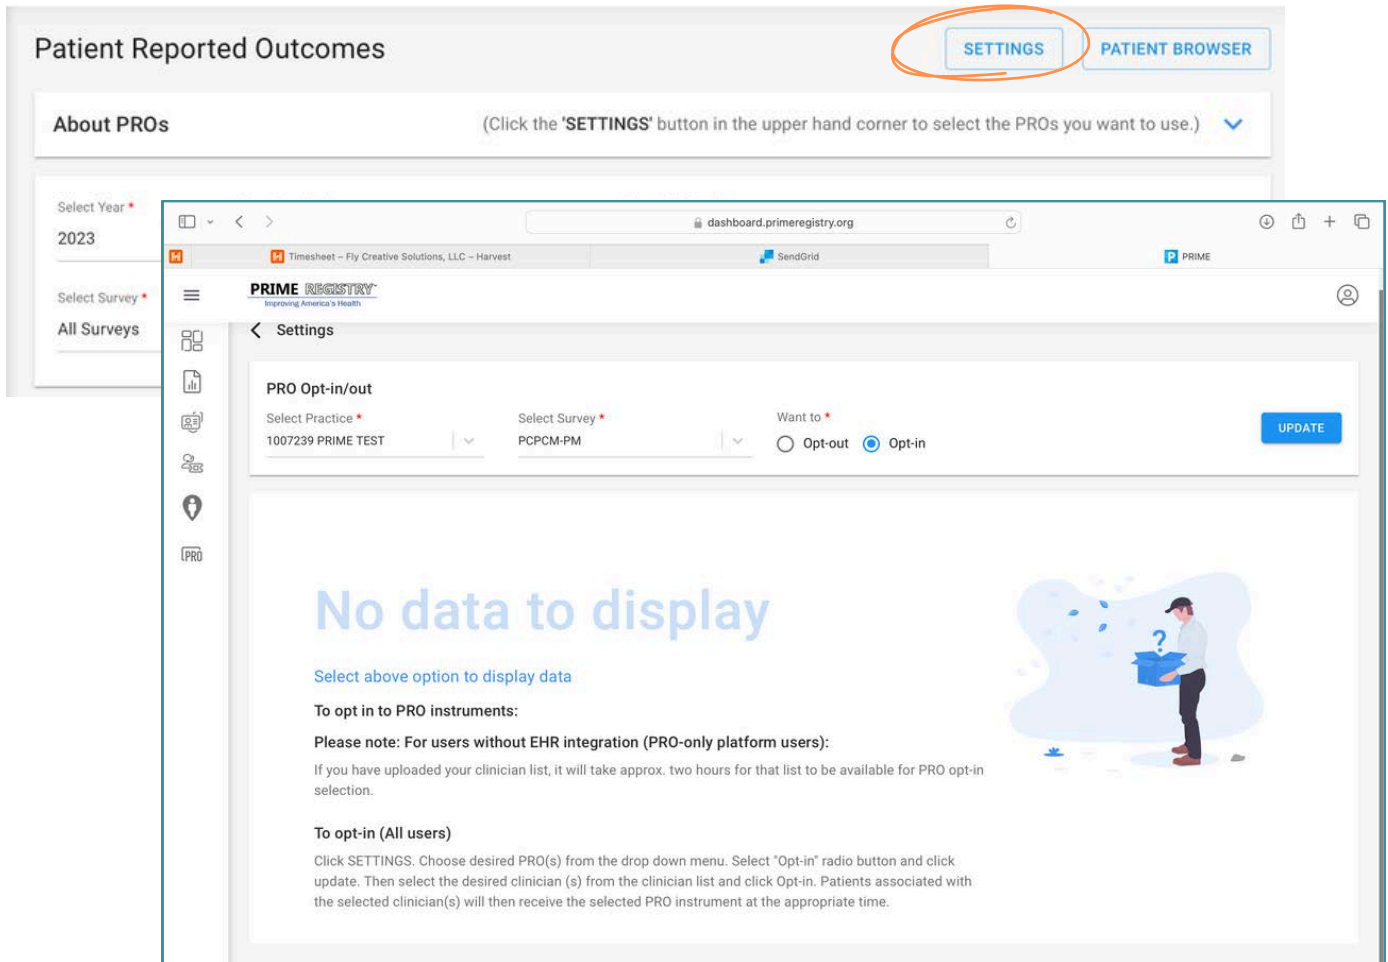 Patient Reported Outcomes
SETTINGS
PATIENT BROWSER
About PROs
(Click the 'SETTINGS' button in the upper hand corner to select the PROs you want to use.)
Select Year *
2023
Select Survey *
All Surveys
dashboard.primeregistry.org
Timesheet – Fly Creative Solutions, LLC – Harvest
SendGrid
P PRIME
PRIME REGISTRY
Improving America's Health
Settings
PRO Opt-in/out
Select Practice *
1007239 PRIME TEST
Select Survey *
PCPCM-PM
Want to *
Opt-out
Opt-in
UPDATE
PRO
No data to display
?
Select above option to display data
To opt in to PRO instruments:
Please note: For users without EHR integration (PRO-only platform users):
If you have uploaded your clinician list, it will take approx. two hours for that list to be available for PRO opt-in
selection.
To opt-in (All users)
Click SETTINGS. Choose desired PRO(s) from the drop down menu. Select "Opt-in" radio button and click
update. Then select the desired clinician (s) from the clinician list and click Opt-in. Patients associated with
the selected clinician(s) will then receive the selected PRO instrument at the appropriate time.